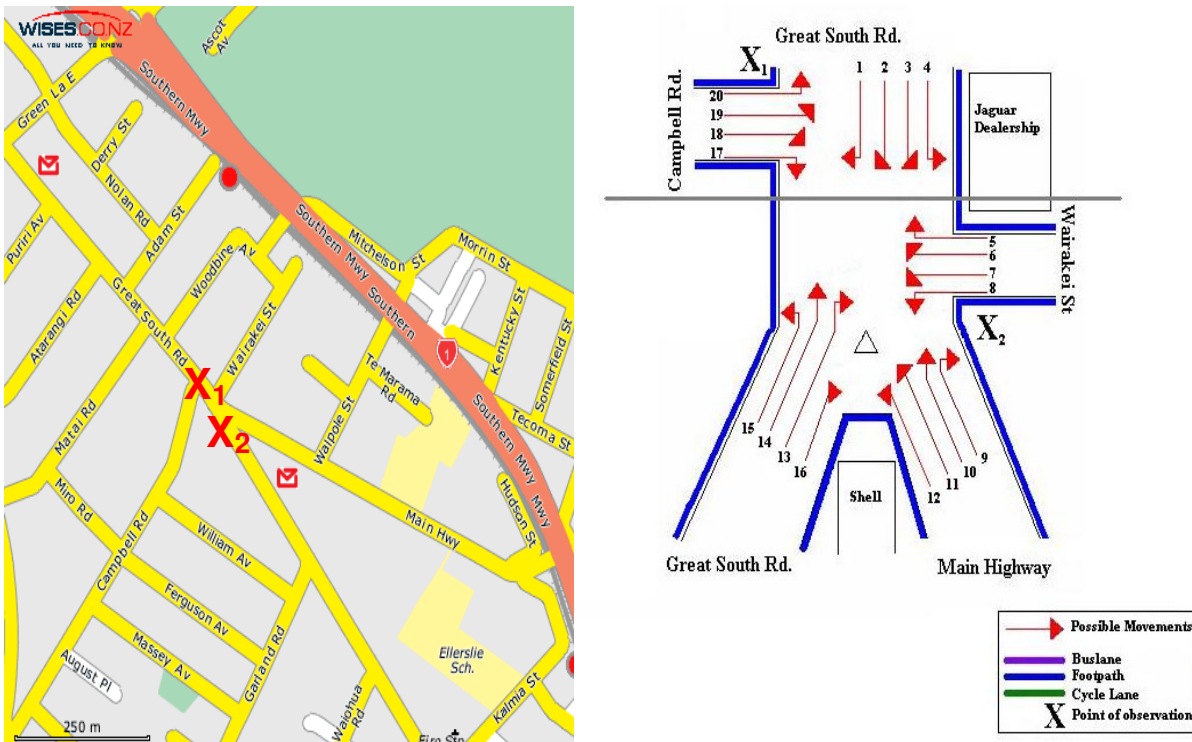 WISES.CO.NZ
ALL YOU NEED TO KNOW
Ascot Av
Southern Mwy
Green La E
Derry St
Nolan Rd
Adam St
Puriri Av
Atarangi Rd
Great South Rd
Woodbine Av
Wairakei St
Matai Rd
Southern Mwy
Southern Mwy
Southern
Mitchelson St
Morrin St
Kentucky St
Somerfield St
1
Te Marama Rd
Walpole St
Tecoma St
Southern Mwy
Mwy
X1
X2
Hudson St
Main Hwy
Miro Rd
Campbell Rd
William Av
Ferguson Av
Massey Av
August Pl
Garland Rd
Ellerslie
Sch.
Waiohua Rd
Kalmia St
Fire Stn
250 m
Great South Rd.
X1
Campbell Rd.
20
19
18
17
1
2
3
4
Jaguar
Dealership
Wairakei St
5
6
7
8
X2
15
14
13
16
12
11
10
9
Shell
Great South Rd.
Main Highway
Possible Movements
Buslane
Footpath
Cycle Lane
X Point of observation